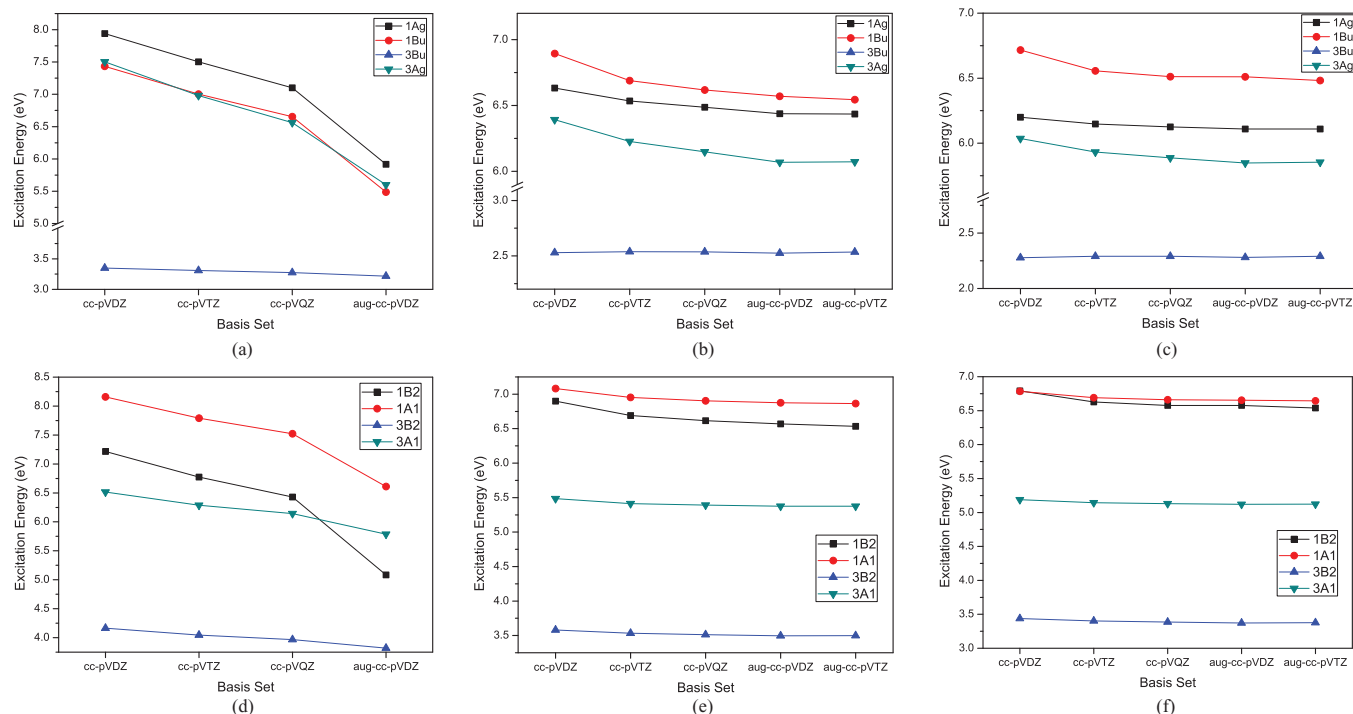 8.0
7.5
7.0
6.5
6.0
5.5
5.0
3.5
3.0
Excitation Energy (eV)
1Ag
1Bu
3Bu
3Ag
cc-pVDZ cc-pVTZ cc-pVQZ aug-cc-pVDZ
Basis Set
(a)
7.0
6.5
6.0
3.0
2.5
Excitation Energy (eV)
1Ag
1Bu
3Bu
3Ag
cc-pVDZ cc-pVTZ cc-pVQZ aug-cc-pVDZ aug-cc-pVTZ
Basis Set
(b)
7.0
6.5
6.0
2.5
2.0
Excitation Energy (eV)
1Ag
1Bu
3Bu
3Ag
cc-pVDZ cc-pVTZ cc-pVQZ aug-cc-pVDZ aug-cc-pVTZ
Basis Set
(c)
8.5
8.0
7.5
7.0
6.5
6.0
5.5
5.0
4.5
4.0
Excitation Energy (eV)
1B2
1A1
3B2
3A1
cc-pVDZ cc-pVTZ cc-pVQZ aug-cc-pVDZ
Basis Set
(d)
7.0
6.5
6.0
5.5
5.0
4.5
4.0
3.5
Excitation Energy (eV)
1B2
1A1
3B2
3A1
cc-pVDZ cc-pVTZ cc-pVQZ aug-cc-pVDZ aug-cc-pVTZ
Basis Set
(e)
7.0
6.5
6.0
5.5
5.0
4.5
4.0
3.5
3.0
Excitation Energy (eV)
1B2
1A1
3B2
3A1
cc-pVDZ cc-pVTZ cc-pVQZ aug-cc-pVDZ aug-cc-pVTZ
Basis Set
(f)